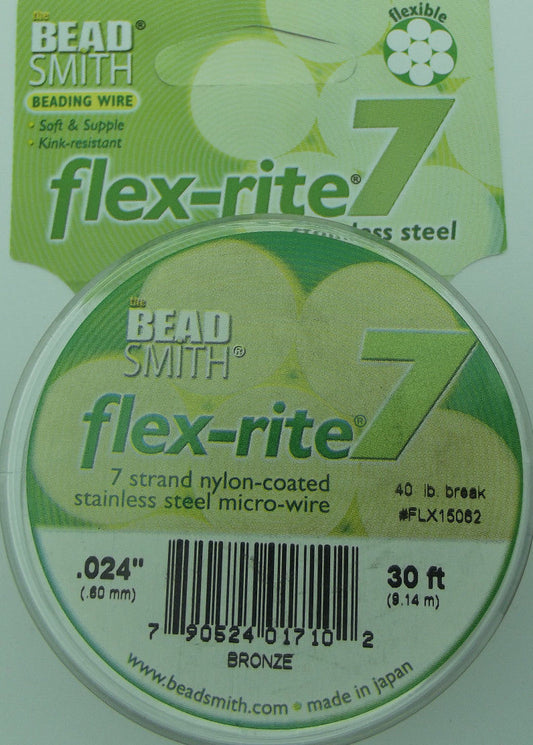 the
BEAD®
SMITH
BEADING WIRE
• Soft & Supple
• Kink-resistant
flexible
flex-rite® 7
stainless steel
the
BEAD
SMITH®
flex-rite® 7
7 strand nylon-coated
stainless steel micro-wire
40 lb. break
#FLX15062
.024"
(.60 mm)
30 ft
(9.14 m)
7 90524 01710 2
BRONZE
www.beadsmith.com • made in japan